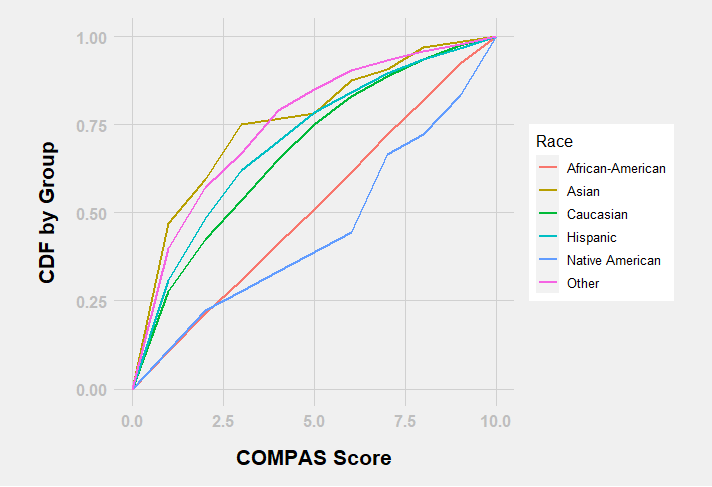 1.00
0.75
0.50
0.25
0.00
CDF by Group
0.0 2.5 5.0 7.5 10.0
COMPAS Score
Race
African-American
Asian
Caucasian
Hispanic
Native American
Other